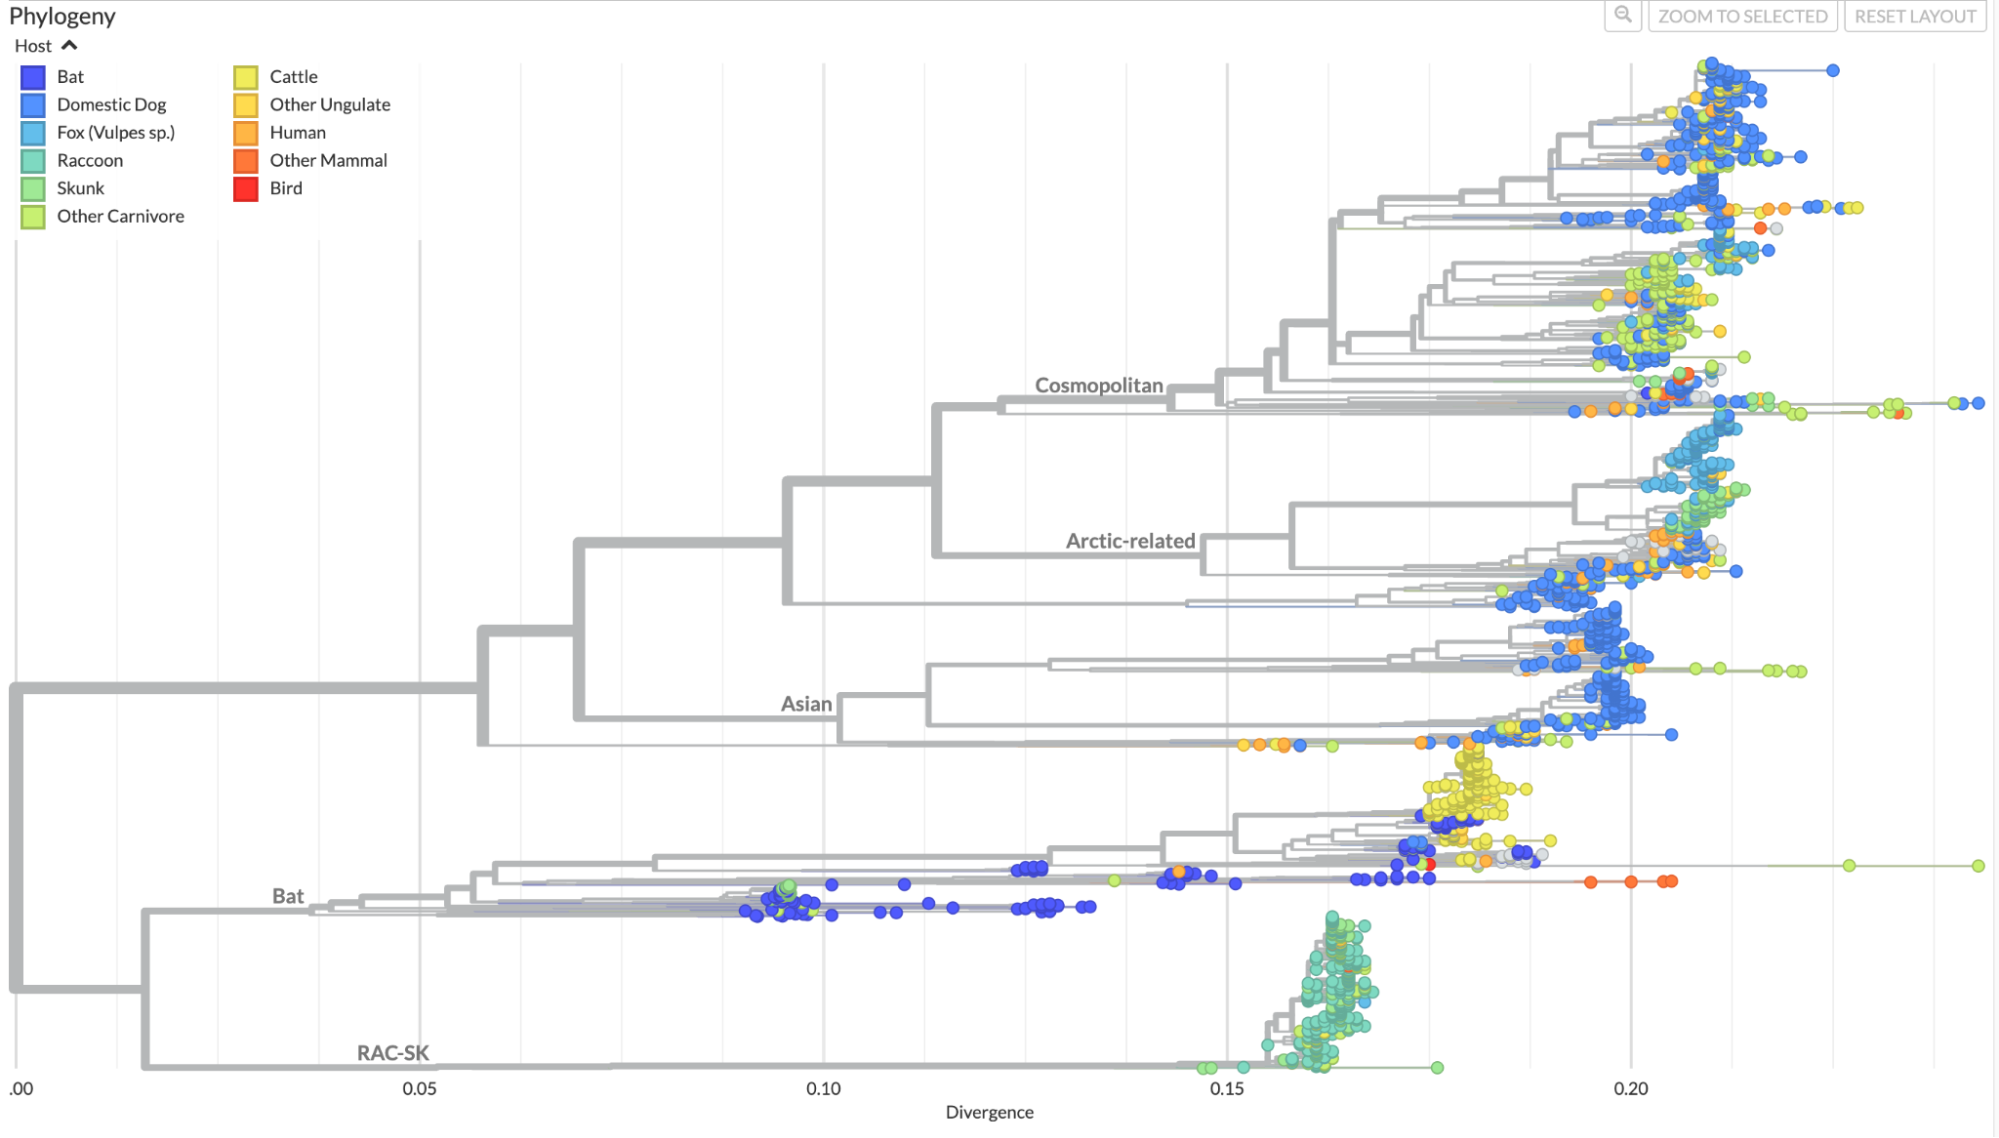 Phylogeny
ZOOM TO SELECTED
RESET LAYOUT
Host
Bat
Domestic Dog
Fox (Vulpes sp.)
Raccoon
Skunk
Other Carnivore
Cattle
Other Ungulate
Human
Other Mammal
Bird
Cosmopolitan
Arctic-related
Asian
Bat
RAC-SK
.00
0.05
0.10
0.15
0.20
Divergence